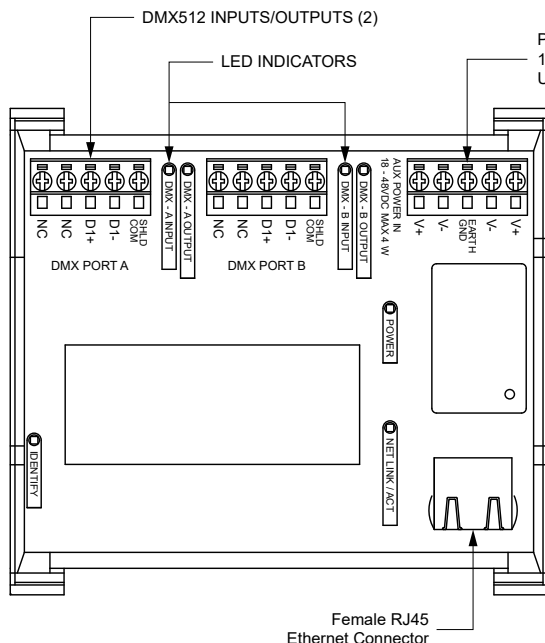 DMX512 INPUTS/OUTPUTS (2)
LED INDICATORS
P
1
U
NC
NC
D1+
D1-
SHLD
COM
DMX PORT A
DMX - A INPUT
DMX - A OUTPUT
NC
NC
D1+
D1-
SHLD
COM
DMX PORT B
DMX - B INPUT
DMX - B OUTPUT
AUX POWER IN
18 - 48VDC MAX 4 W
V+
V-
EARTH
GND
V-
V+
POWER
IDENTIFY
NET LINK / ACT
Female RJ45
Ethernet Connector